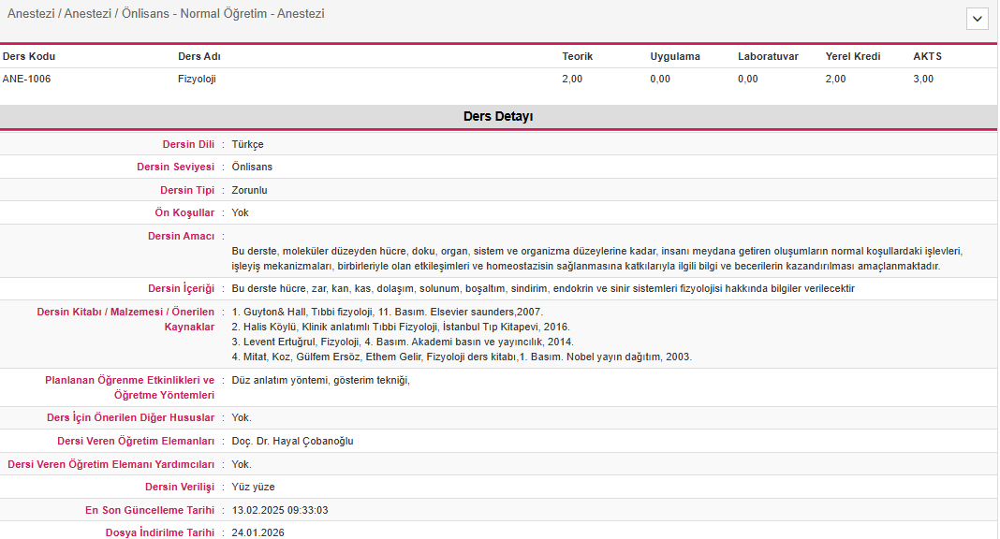 Anestezi / Anestezi / Önlisans - Normal Öğretim - Anestezi
Ders Kodu Ders Adı Teorik Uygulama Laboratuvar Yerel Kredi AKTS
ANE-1006 Fizyoloji 2,00 0,00 0,00 2,00 3,00
Ders Detayı
Dersin Dili : Türkçe
Dersin Seviyesi : Önlisans
Dersin Tipi : Zorunlu
Ön Koşullar : Yok
Dersin Amacı :
Bu derste, moleküler düzeyden hücre, doku, organ, sistem ve organizma düzeylerine kadar, insanı meydana getiren oluşumların normal koşullardaki işlevleri,
işleyiş mekanizmaları, birbirleriyle olan etkileşimleri ve homeostazisin sağlanmasına katkılarıyla ilgili bilgi ve becerilerin kazandırılması amaçlanmaktadır.
Dersin İçeriği : Bu derste hücre, zar, kan, kas, dolaşım, solunum, boşaltım, sindirim, endokrin ve sinir sistemleri fizyolojisi hakkında bilgiler verilecektir
Dersin Kitabı / Malzemesi / Önerilen : 1. Guyton& Hall, Tıbbi fizyoloji, 11. Basım. Elsevier saunders,2007.
Kaynaklar 2. Halis Köylü, Klinik anlatımlı Tıbbi Fizyoloji, İstanbul Tıp Kitapevi, 2016.
3. Levent Ertuğrul, Fizyoloji, 4. Basım. Akademi basın ve yayıncılık, 2014.
4. Mitat, Koz, Gülfem Ersöz, Ethem Gelir, Fizyoloji ders kitabı,1. Basım. Nobel yayın dağıtım, 2003.
Planlanan Öğrenme Etkinlikleri ve : Düz anlatım yöntemi, gösterim tekniği,
Öğretme Yöntemleri
Ders İçin Önerilen Diğer Hususlar : Yok.
Dersi Veren Öğretim Elemanları : Doç. Dr. Hayal Çobanoğlu
Dersi Veren Öğretim Elemanı Yardımcıları : Yok.
Dersin Verilişi : Yüz yüze
En Son Güncelleme Tarihi : 13.02.2025 09:33:03
Dosya İndirilme Tarihi : 24.01.2026